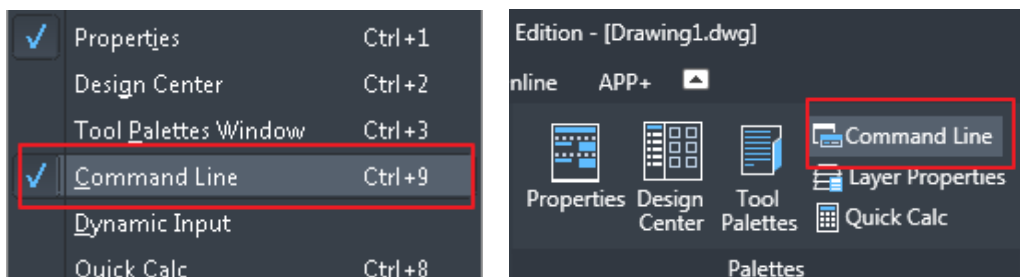 Properties Ctrl+1
Design Center Ctrl+2
Tool Palettes Window Ctrl+3
Command Line Ctrl+9
Dynamic Input
Quick Calc Ctrl+8
Edition - [Drawing1.dwg]
nline APP+
Command Line
Layer Properties
Quick Calc
Properties
Design Center
Tool Palettes
Palettes